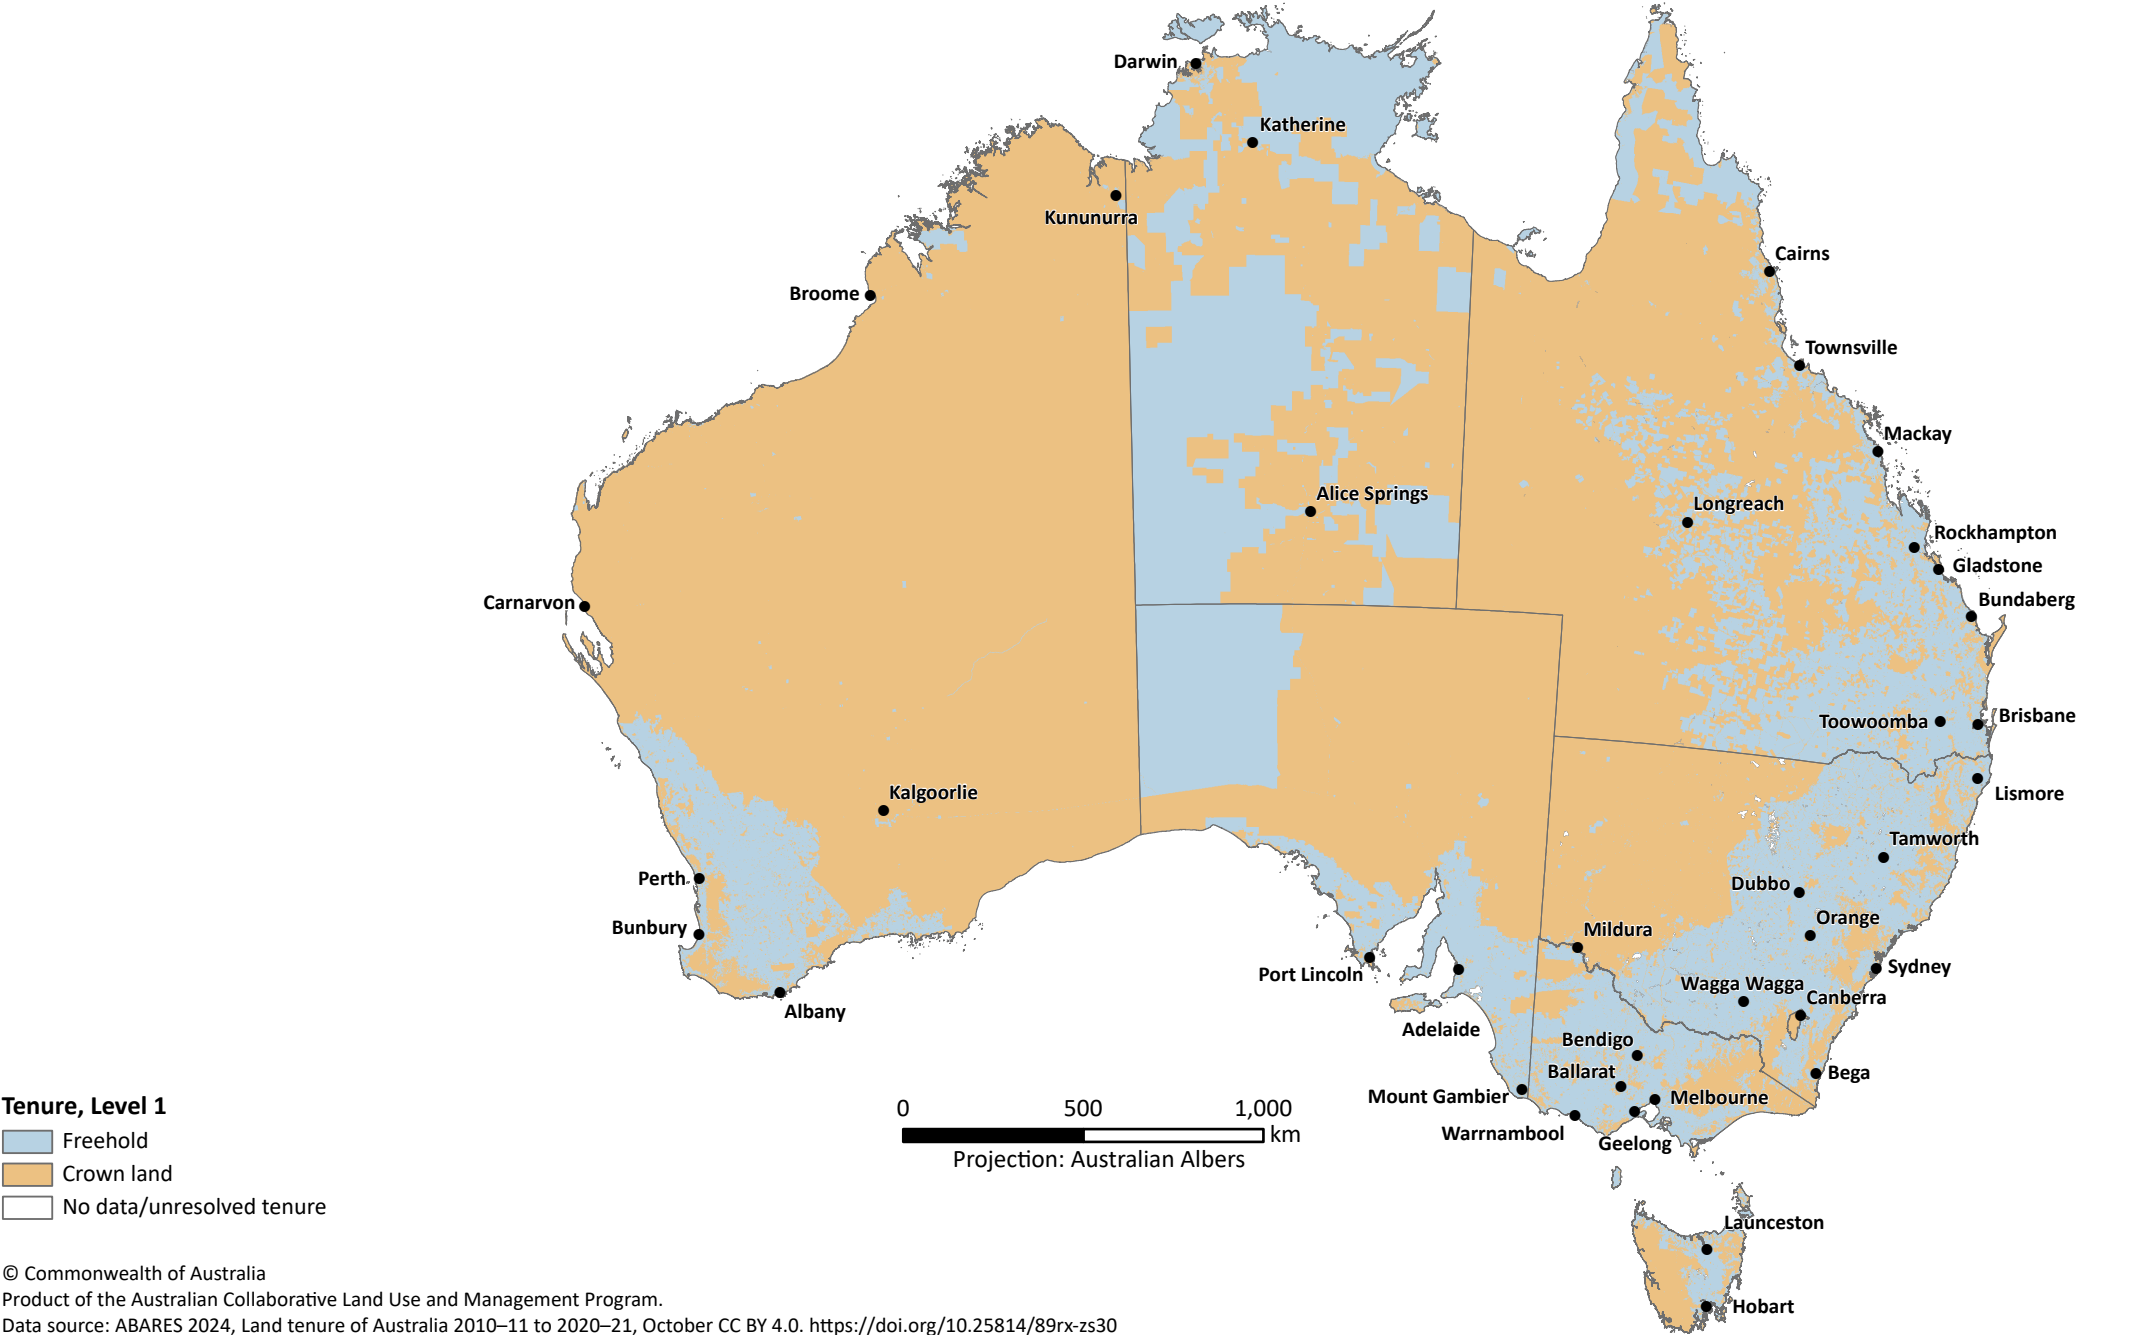 Darwin
Katherine
Kununurra
Cairns
Broome
Townsville
Mackay
Alice Springs
Longreach
Rockhampton
Gladstone
Carnarvon
Bundaberg
Toowoomba
Brisbane
Kalgoorlie
Lismore
Tamworth
Perth
Dubbo
Orange
Bunbury
Mildura
Port Lincoln
Sydney
Wagga Wagga
Canberra
Albany
Adelaide
Bendigo
Ballarat
Bega
Mount Gambier
Melbourne
Warrnambool
Geelong
Launceston
Hobart
0 500 1,000
km
Projection: Australian Albers
Tenure, Level 1
Freehold
Crown land
No data/unresolved tenure
© Commonwealth of Australia
Product of the Australian Collaborative Land Use and Management Program.
Data source: ABARES 2024, Land tenure of Australia 2010–11 to 2020–21, October CC BY 4.0. https://doi.org/10.25814/89rx-zs30